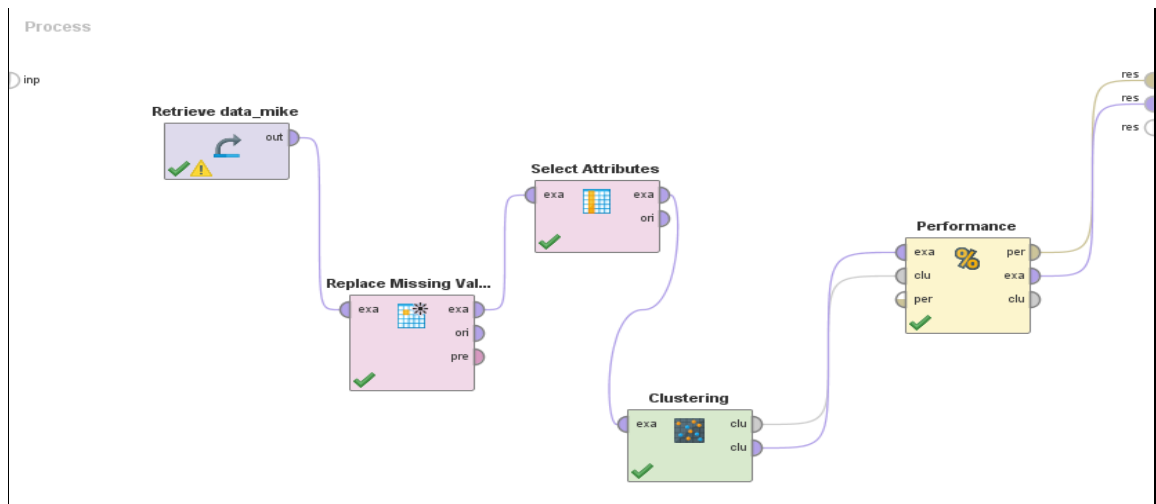 Process
inp
res
res
res
Retrieve data_mike
out
Select Attributes
exa exa
ori
Performance
exa per
clu exa
per clu
Replace Missing Val...
exa exa
ori
pre
Clustering
exa clu
clu
%